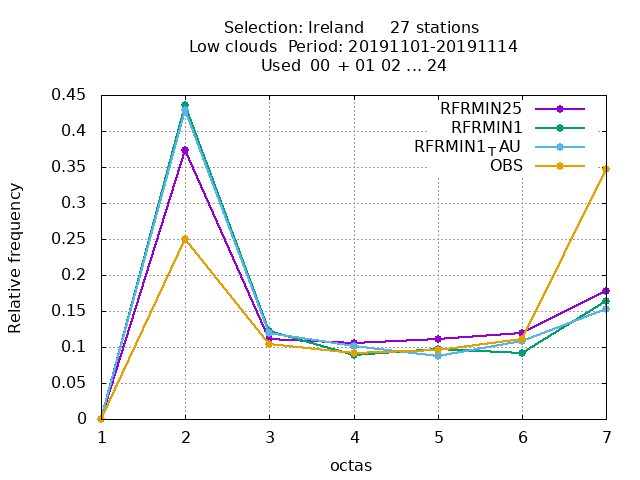 Selection: Ireland     27 stations
Low clouds  Period: 20191101-20191114
Used  00 + 01 02 ... 24
RFRMIN25
RFRMIN1
RFRMIN1_TAU
OBS
Relative frequency
0.45
0.4
0.35
0.3
0.25
0.2
0.15
0.1
0.05
0
1 2 3 4 5 6 7
octas